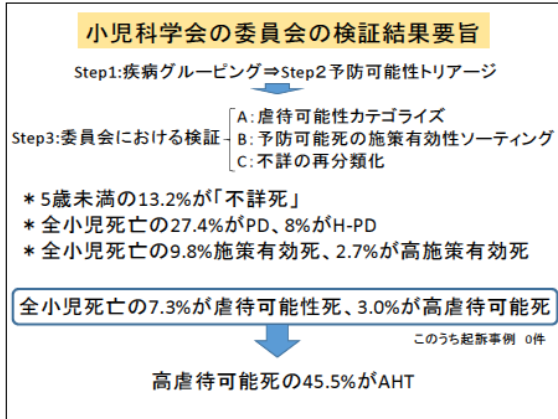 小児科学会の委員会の検証結果要旨
Step1:疾病グルーピング⇒Step2予防可能性トリアージ
Step3:委員会における検証
A:虐待可能性カテゴライズ
B:予防可能死の施策有効性ソーティング
C:不詳の再分類化
＊5歳未満の13.2%が「不詳死」
＊全小児死亡の27.4%がPD、8%がH-PD
＊全小児死亡の9.8%施策有効死、2.7%が高施策有効死
全小児死亡の7.3%が虐待可能性死、3.0%が高虐待可能死
このうち起訴事例 0件
高虐待可能死の45.5%がAHT